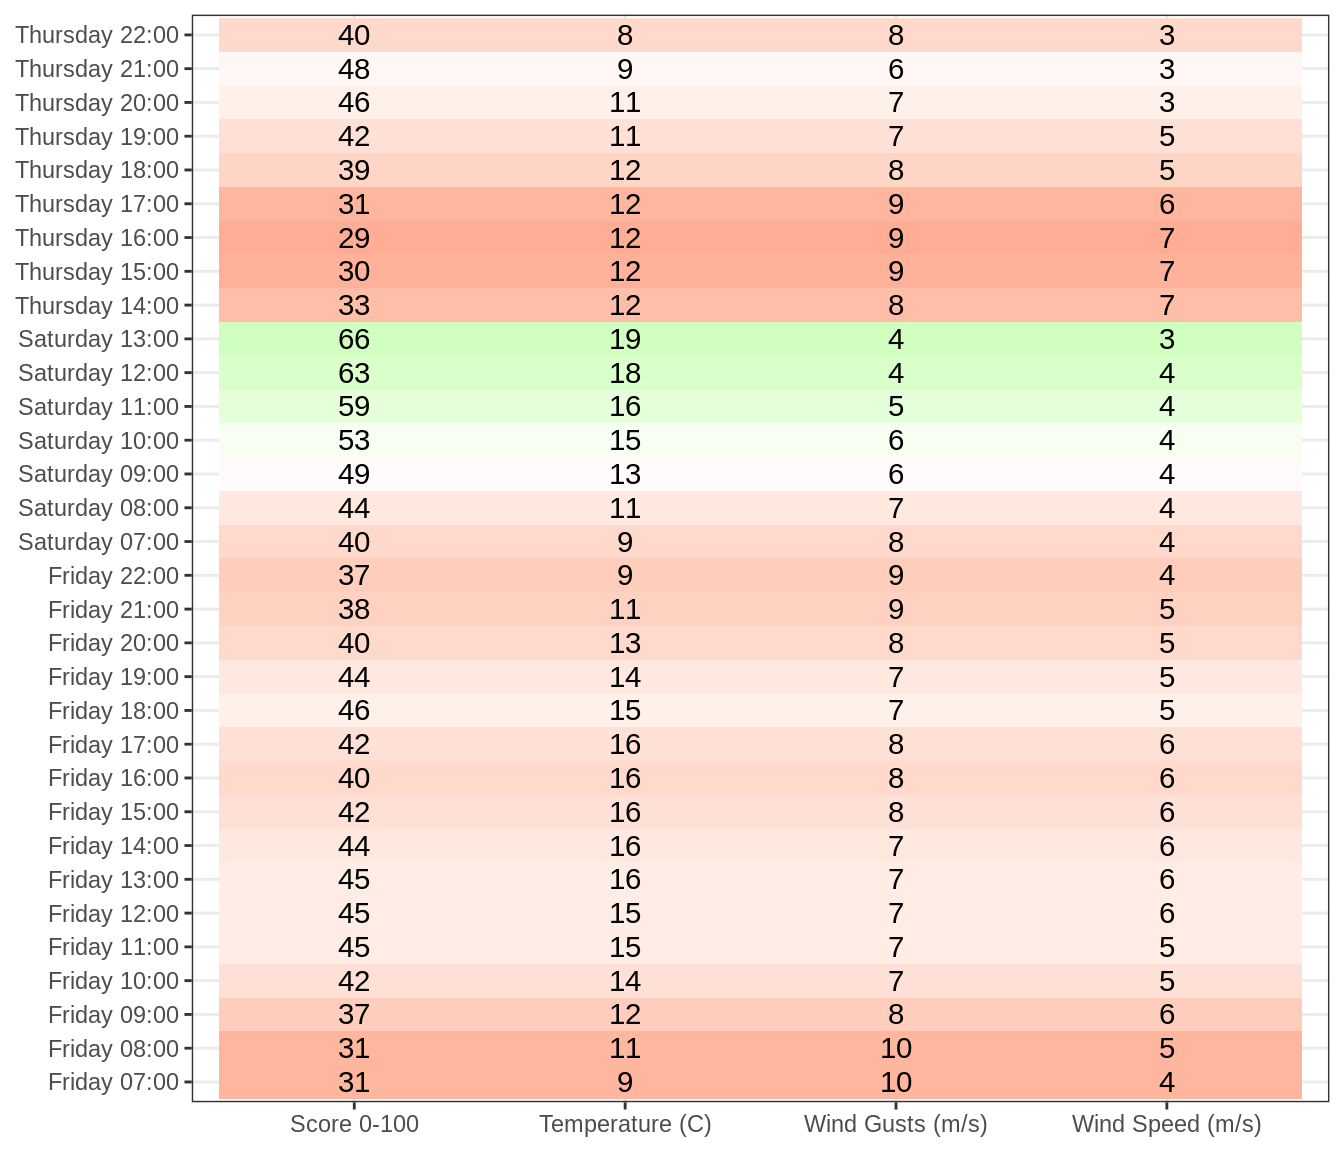 Thursday 22:00 40 8 8 3
Thursday 21:00 48 9 6 3
Thursday 20:00 46 11 7 3
Thursday 19:00 42 11 7 5
Thursday 18:00 39 12 8 5
Thursday 17:00 31 12 9 6
Thursday 16:00 29 12 9 7
Thursday 15:00 30 12 9 7
Thursday 14:00 33 12 8 7
Saturday 13:00 66 19 4 3
Saturday 12:00 63 18 4 4
Saturday 11:00 59 16 5 4
Saturday 10:00 53 15 6 4
Saturday 09:00 49 13 6 4
Saturday 08:00 44 11 7 4
Saturday 07:00 40 9 8 4
Friday 22:00 37 9 9 4
Friday 21:00 38 11 9 5
Friday 20:00 40 13 8 5
Friday 19:00 44 14 7 5
Friday 18:00 46 15 7 5
Friday 17:00 42 16 8 6
Friday 16:00 40 16 8 6
Friday 15:00 42 16 8 6
Friday 14:00 44 16 7 6
Friday 13:00 45 16 7 6
Friday 12:00 45 15 7 6
Friday 11:00 45 15 7 5
Friday 10:00 42 14 7 5
Friday 09:00 37 12 8 6
Friday 08:00 31 11 10 5
Friday 07:00 31 9 10 4
Score 0-100 Temperature (C) Wind Gusts (m/s) Wind Speed (m/s)